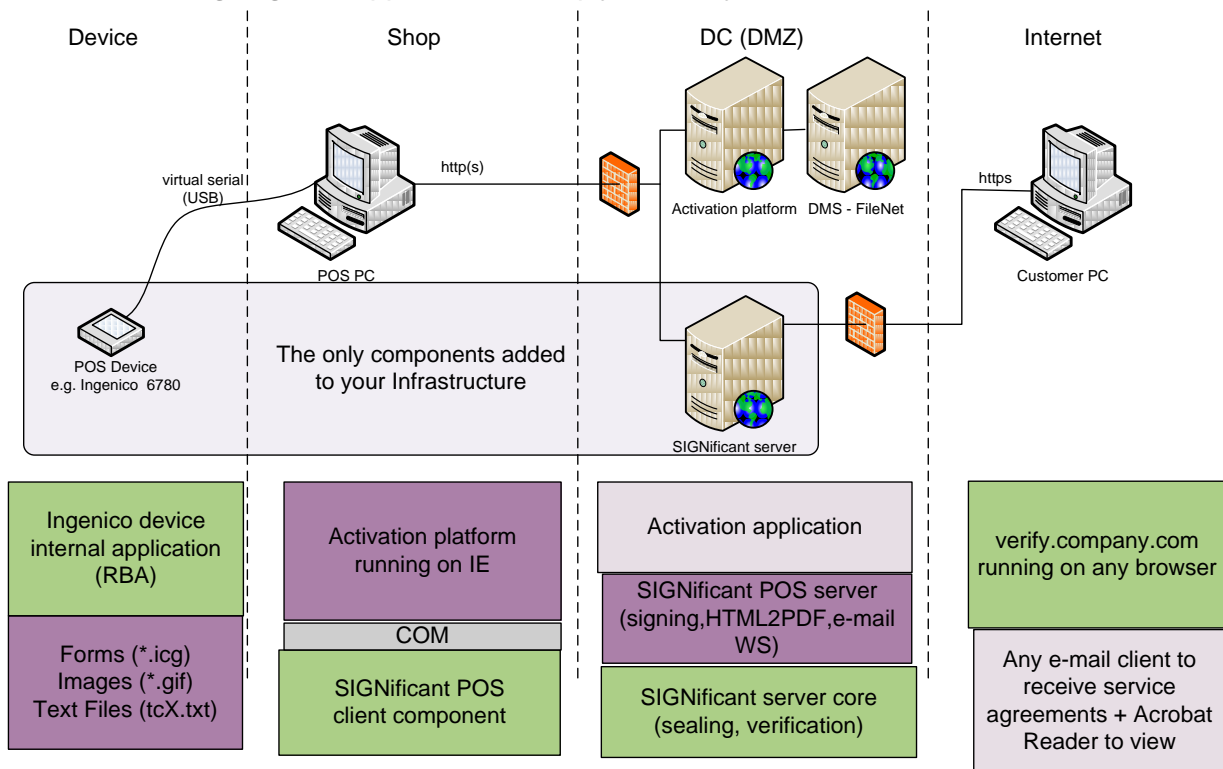 Device
Shop
DC (DMZ)
Internet
virtual serial
(USB)
http(s)
https
Activation platform
DMS - FileNet
POS PC
Customer PC
POS Device
e.g. Ingenico 6780
The only components added
to your Infrastructure
SIGNificant server
Ingenico device
internal application
(RBA)
Forms (*.icg)
Images (*.gif)
Text Files (tcX.txt)
Activation platform
running on IE
COM
SIGNificant POS
client component
Activation application
SIGNificant POS server
(signing,HTML2PDF,e-mail
WS)
SIGNificant server core
(sealing, verification)
verify.company.com
running on any browser
Any e-mail client to
receive service
agreements + Acrobat
Reader to view